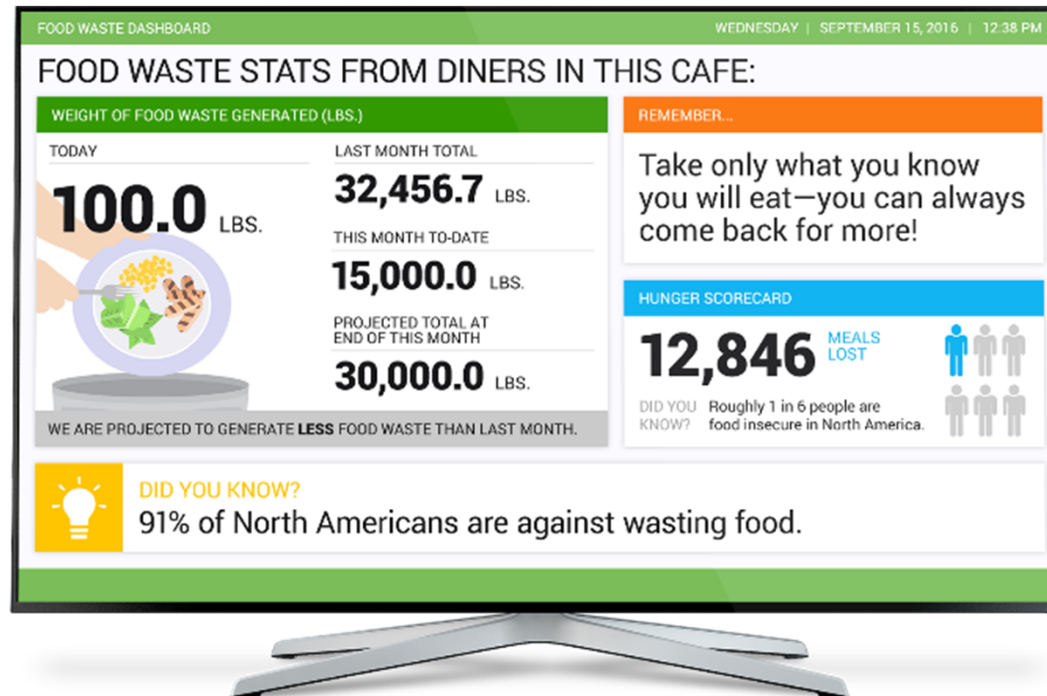 FOOD WASTE DASHBOARD
WEDNESDAY | SEPTEMBER 15, 2016 | 12:38 PM
FOOD WASTE STATS FROM DINERS IN THIS CAFE:
WEIGHT OF FOOD WASTE GENERATED (LBS.)
TODAY
100.0 LBS.
LAST MONTH TOTAL
32,456.7 LBS.
THIS MONTH TO-DATE
15,000.0 LBS.
PROJECTED TOTAL AT
END OF THIS MONTH
30,000.0 LBS.
WE ARE PROJECTED TO GENERATE LESS FOOD WASTE THAN LAST MONTH.
REMEMBER...
Take only what you know
you will eat—you can always
come back for more!
HUNGER SCORECARD
12,846 MEALS
LOST
DID YOU
KNOW?
Roughly 1 in 6 people are
food insecure in North America.
DID YOU KNOW?
91% of North Americans are against wasting food.